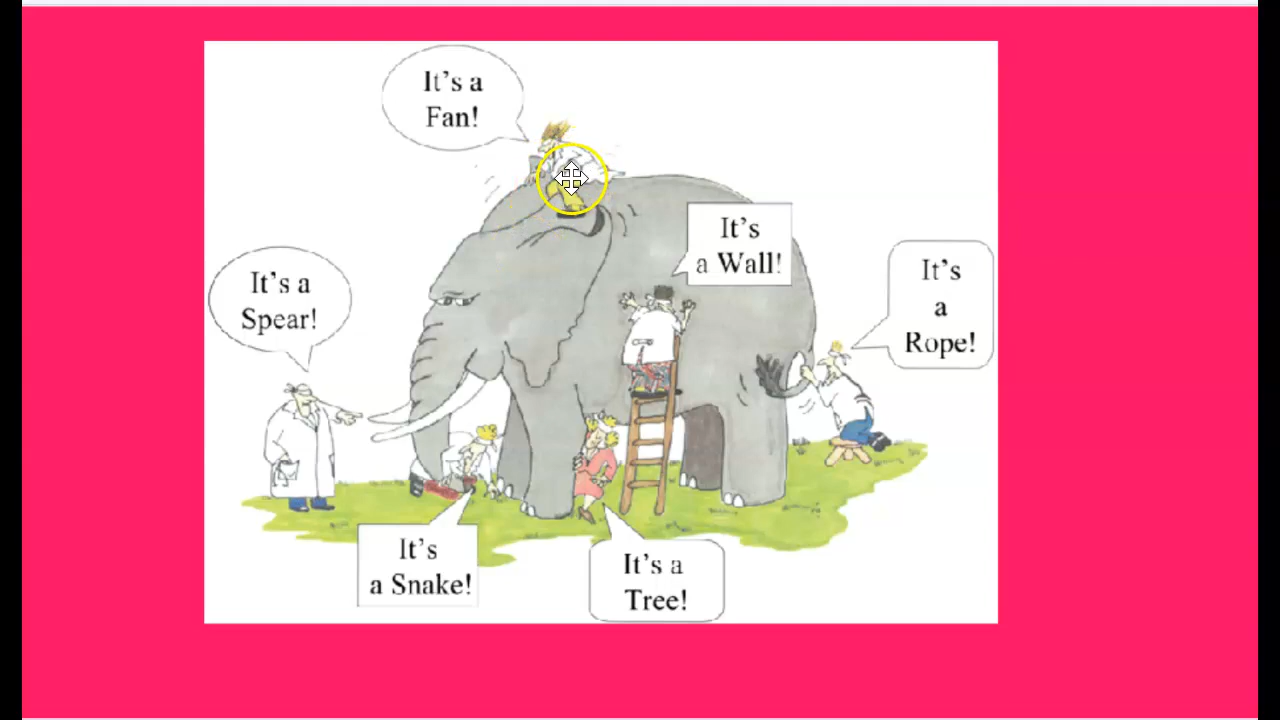 It's a
Fan!
It's
a Wall!
It's a
Spear!
It's
a
Rope!
It's
a Snake!
It's a
Tree!